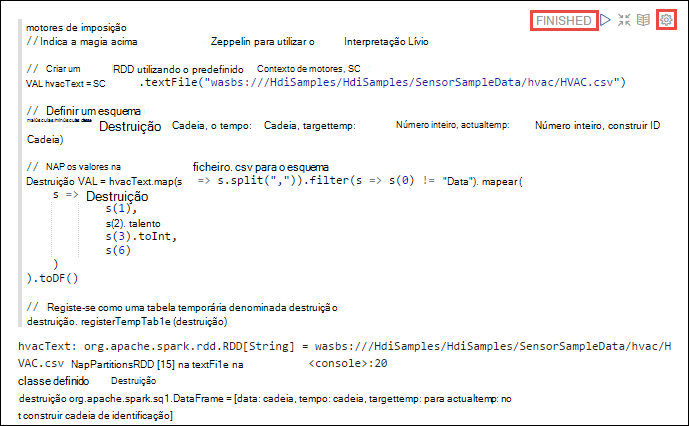 FINISHED
motores de imposição
//Indica a magia acima Zeppelin para utilizar o Interpretação Lívio
// Criar um RDD utilizando o predefinido Contexto de motores, SC
VAL hvacText = SC .textFile("wasbs:///HdiSamples/HdiSamples/SensorSampleData/hvac/HVAC.csv")
// Definir um esquema
Destruição Cadeia, o tempo: Cadeia, targettemp: Número inteiro, actualtemp: Número inteiro, construir ID
Cadeia)
// NAP os valores na ficheiro. csv para o esquema
Destruição VAL = hvacText.map(s => s.split(",")).filter(s => s(0) != "Data"). mapear(
s => Destruição
s(1),
s(2). talento
s(3).toInt,
s(6)
)
).toDF()
// Registe-se como uma tabela temporária denominada destruição
destruição. registerTempTab1e (destruição)
hvacText: org.apache.spark.rdd.RDD[String] = wasbs:///HdiSamples/HdiSamples/SensorSampleData/hvac/H
VAC.csv NapPartitionsRDD [15] na textFi1e na <console>:20
classe definido Destruição
destruição org.apache.spark.sq1.DataFrame = [data: cadeia, tempo: cadeia, targettemp: para actualtemp: no
t construir cadeia de identificação]